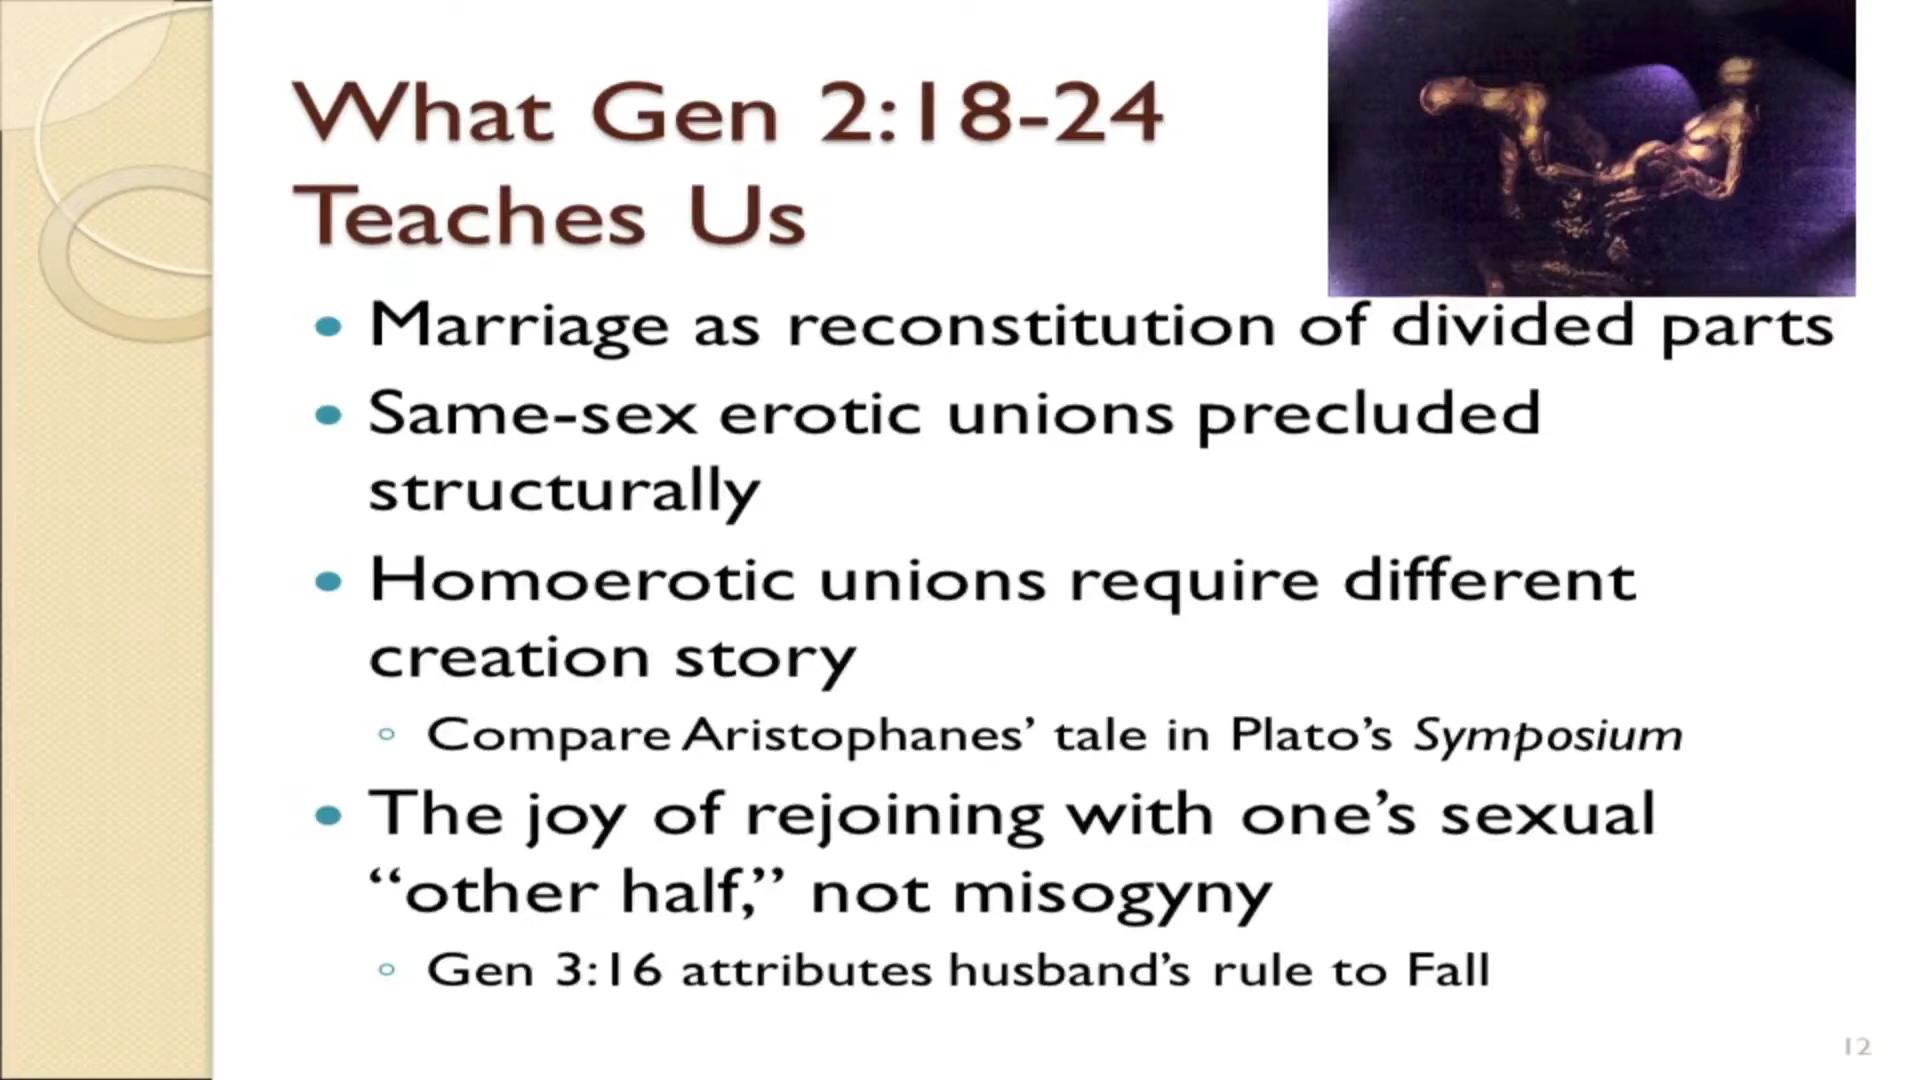 What Gen 2:18-24
Teaches Us
• Marriage as reconstitution of divided parts
• Same-sex erotic unions precluded
structurally
• Homoerotic unions require different
creation story
◦ Compare Aristophanes’ tale in Plato’s Symposium
• The joy of rejoining with one’s sexual
“other half,” not misogyny
◦ Gen 3:16 attributes husband’s rule to Fall
12